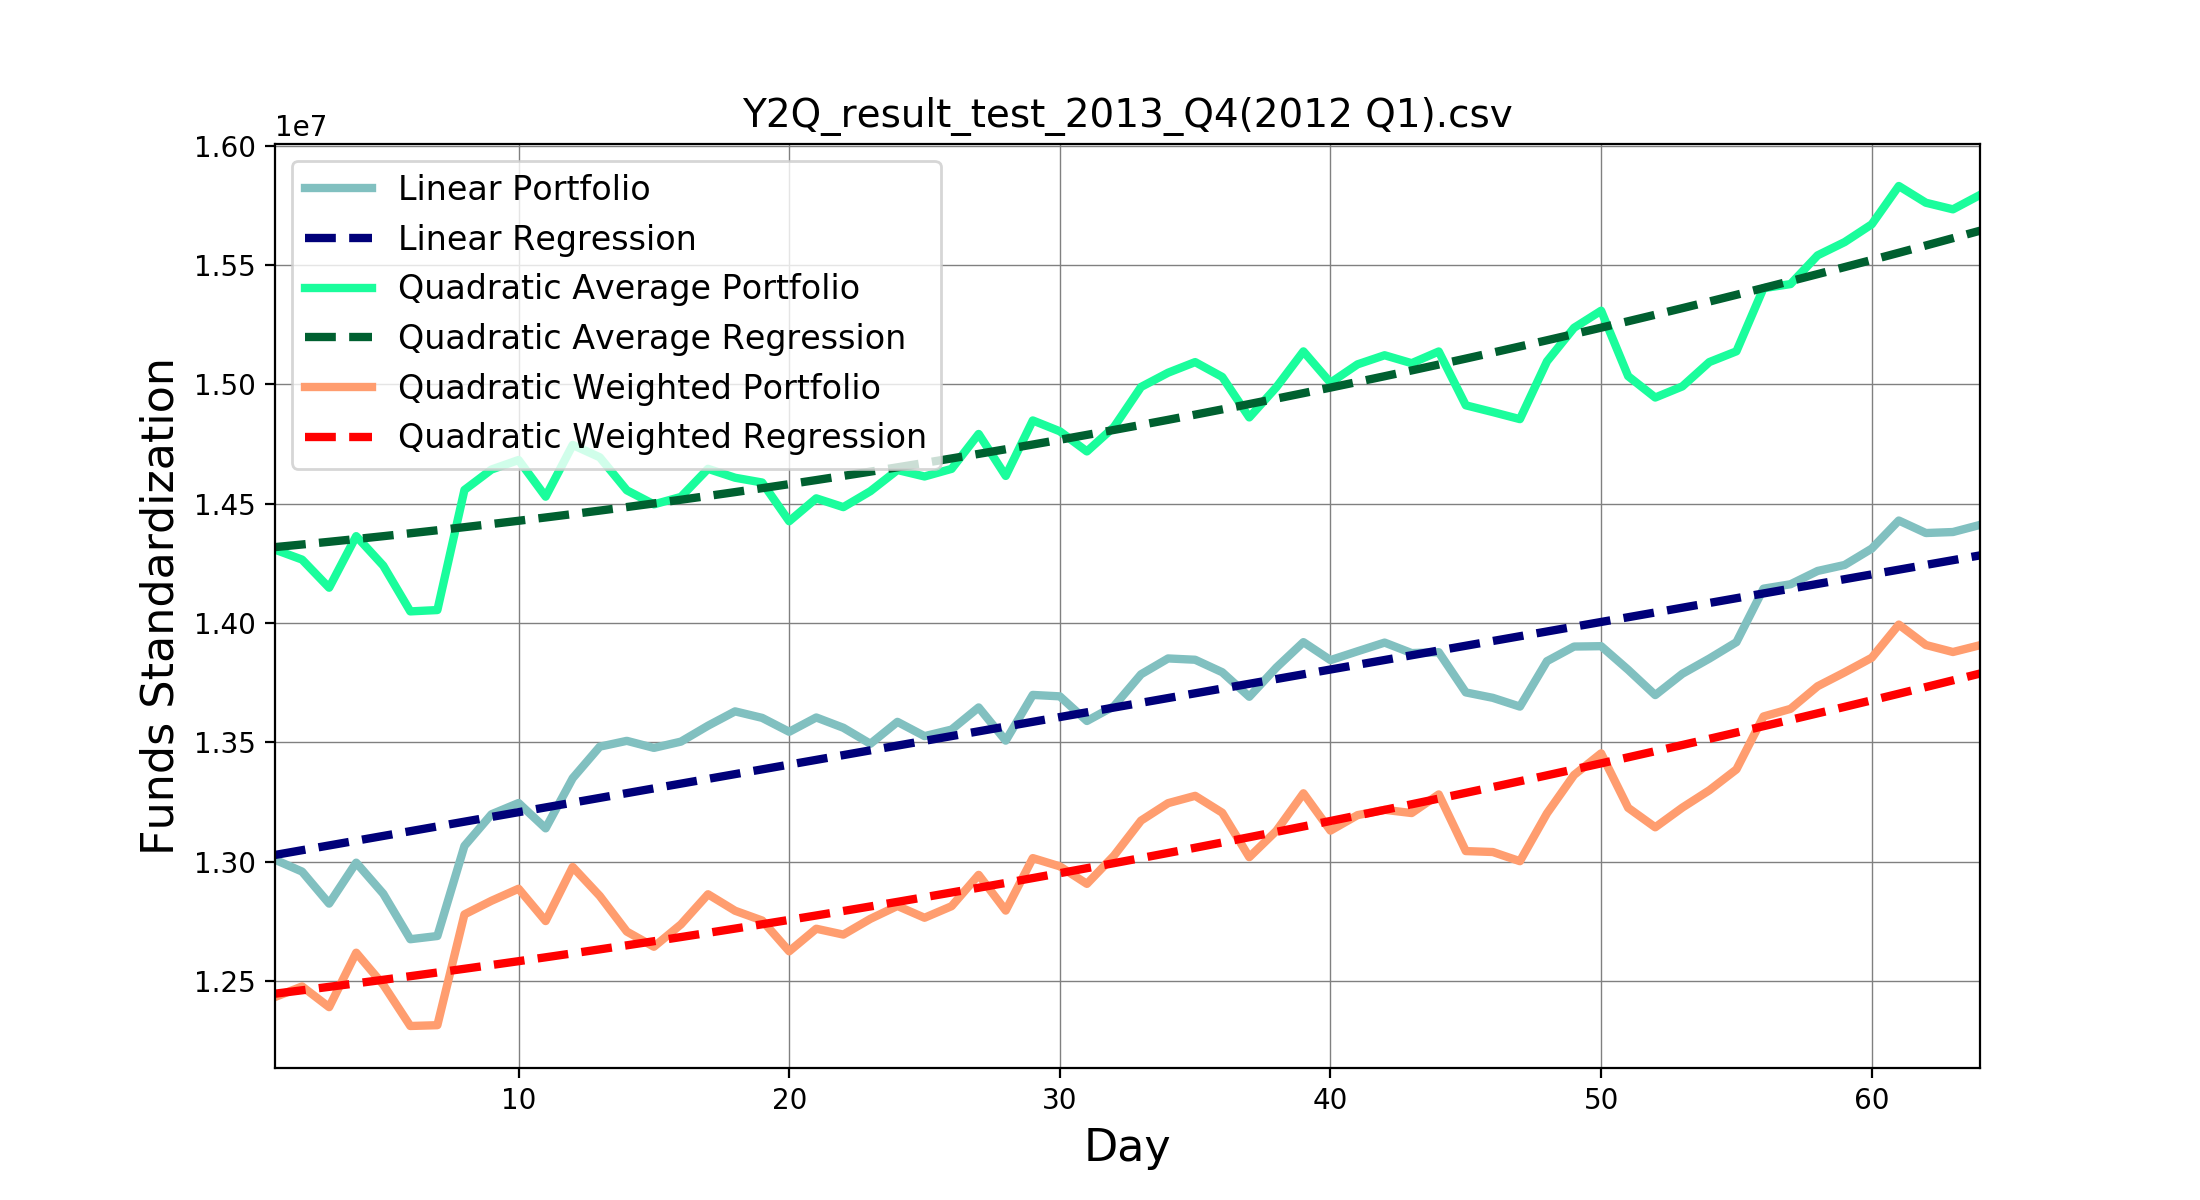 Y2Q_result_test_2013_Q4(2012 Q1).csv
1e7
1.60
1.55
1.50
1.45
1.40
1.35
1.30
1.25
Funds Standardization
Linear Portfolio
Linear Regression
Quadratic Average Portfolio
Quadratic Average Regression
Quadratic Weighted Portfolio
Quadratic Weighted Regression
10 20 30 40 50 60
Day